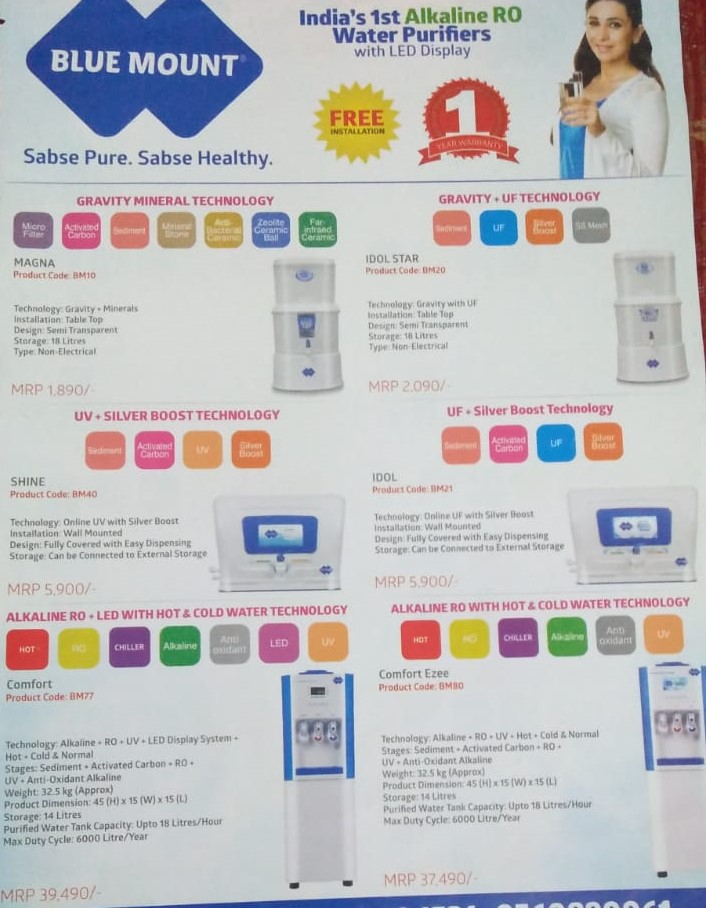 BLUE MOUNT
Sabse Pure. Sabse Healthy.
India's 1st Alkaline RO
Water Purifiers
with LED Display
FREE
INSTALLATION
1
YEAR WARRANTY
GRAVITY MINERAL TECHNOLOGY
Micro Filter
Activated Carbon
Sediment
Mineral Stone
Anti-Bacterial Ceramic
Zeolite Ceramic Ball
Far-infraed Ceramic
MAGNA
Product Code: BM10
Technology: Gravity + Minerals
Installation: Table Top
Design: Semi Transparent
Storage: 18 Litres
Type: Non-Electrical
MRP 1,890/-
GRAVITY + UF TECHNOLOGY
Sediment
UF
Silver Boost
SS Mesh
IDOL STAR
Product Code: BM20
Technology: Gravity with UF
Installation: Table Top
Design: Semi Transparent
Storage: 18 Litres
Type: Non-Electrical
MRP 2,090/-
UV + SILVER BOOST TECHNOLOGY
Sediment
Activated Carbon
UV
Silver Boost
SHINE
Product Code: BM40
Technology: Online UV with Silver Boost
Installation: Wall Mounted
Design: Fully Covered with Easy Dispensing
Storage: Can be Connected to External Storage
MRP 5,900/-
UF + Silver Boost Technology
Sediment
Activated Carbon
UF
Silver Boost
IDOL
Product Code: BM21
Technology: Online UF with Silver Boost
Installation: Wall Mounted
Design: Fully Covered with Easy Dispensing
Storage: Can be Connected to External Storage
MRP 5,900/-
ALKALINE RO + LED WITH HOT & COLD WATER TECHNOLOGY
HOT
RO
CHILLER
Alkaline
Anti oxidant
LED
UV
Comfort
Product Code: BM77
Technology: Alkaline + RO + UV + LED Display System +
Hot + Cold & Normal
Stages: Sediment + Activated Carbon + RO +
UV + Anti-Oxidant Alkaline
Weight: 32.5 kg (Approx)
Product Dimension: 45 (H) x 15 (W) x 15 (L)
Storage: 14 Litres
Purified Water Tank Capacity: Upto 18 Litres/Hour
Max Duty Cycle: 6000 Litre/Year
MRP 39,490/-
ALKALINE RO WITH HOT & COLD WATER TECHNOLOGY
HOT
RO
CHILLER
Alkaline
Anti oxidant
UV
Comfort Ezee
Product Code: BM80
Technology: Alkaline + RO + UV + Hot + Cold & Normal
Stages: Sediment + Activated Carbon + RO +
UV + Anti-Oxidant Alkaline
Weight: 32.5 kg (Approx)
Product Dimension: 45 (H) x 15 (W) x 15 (L)
Storage: 14 Litres
Purified Water Tank Capacity: Upto 18 Litres/Hour
Max Duty Cycle: 6000 Litre/Year
MRP 37,490/-